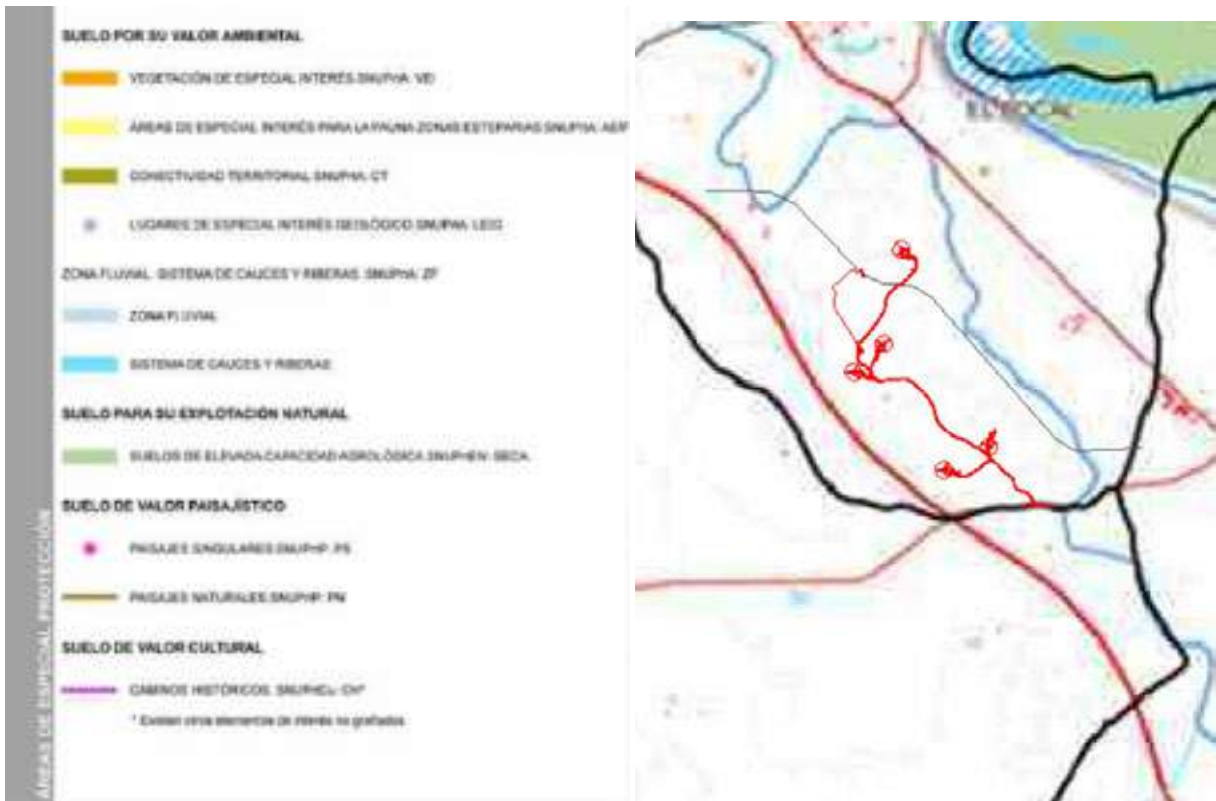 SUELO POR SU VALOR AMBIENTAL
VEGETACIÓN DE ESPECIAL INTERÉS SNUPHA: VEI
ÁREAS DE ESPECIAL INTERÉS PARA LA FAUNA ZONAS ESTEPARIAS SNUPHA: AEIF
CONECTIVIDAD TERRITORIAL SNUPHA: CT
LUGARES DE ESPECIAL INTERÉS GEOLÓGICO SNUPHA: LEIG
ZONA FLUVIAL: SISTEMA DE CAUCES Y RIBERAS. SNUPHA: ZF
ZONA FLUVIAL
SISTEMA DE CAUCES Y RIBERAS
SUELO PARA SU EXPLOTACIÓN NATURAL
SUELOS DE ELEVADA CAPACIDAD AGROLÓGICA SNUPHEN: SECA
SUELO DE VALOR PAISAJÍSTICO
PAISAJES SINGULARES SNUPHP: PS
PAISAJES NATURALES SNUPHP: PN
SUELO DE VALOR CULTURAL
CAMINOS HISTÓRICOS. SNUPHCu: CH*
* Existen otros elementos de interés no grafiados
ÁREAS DE ESPECIAL PROTECCIÓN
EL BOCAL